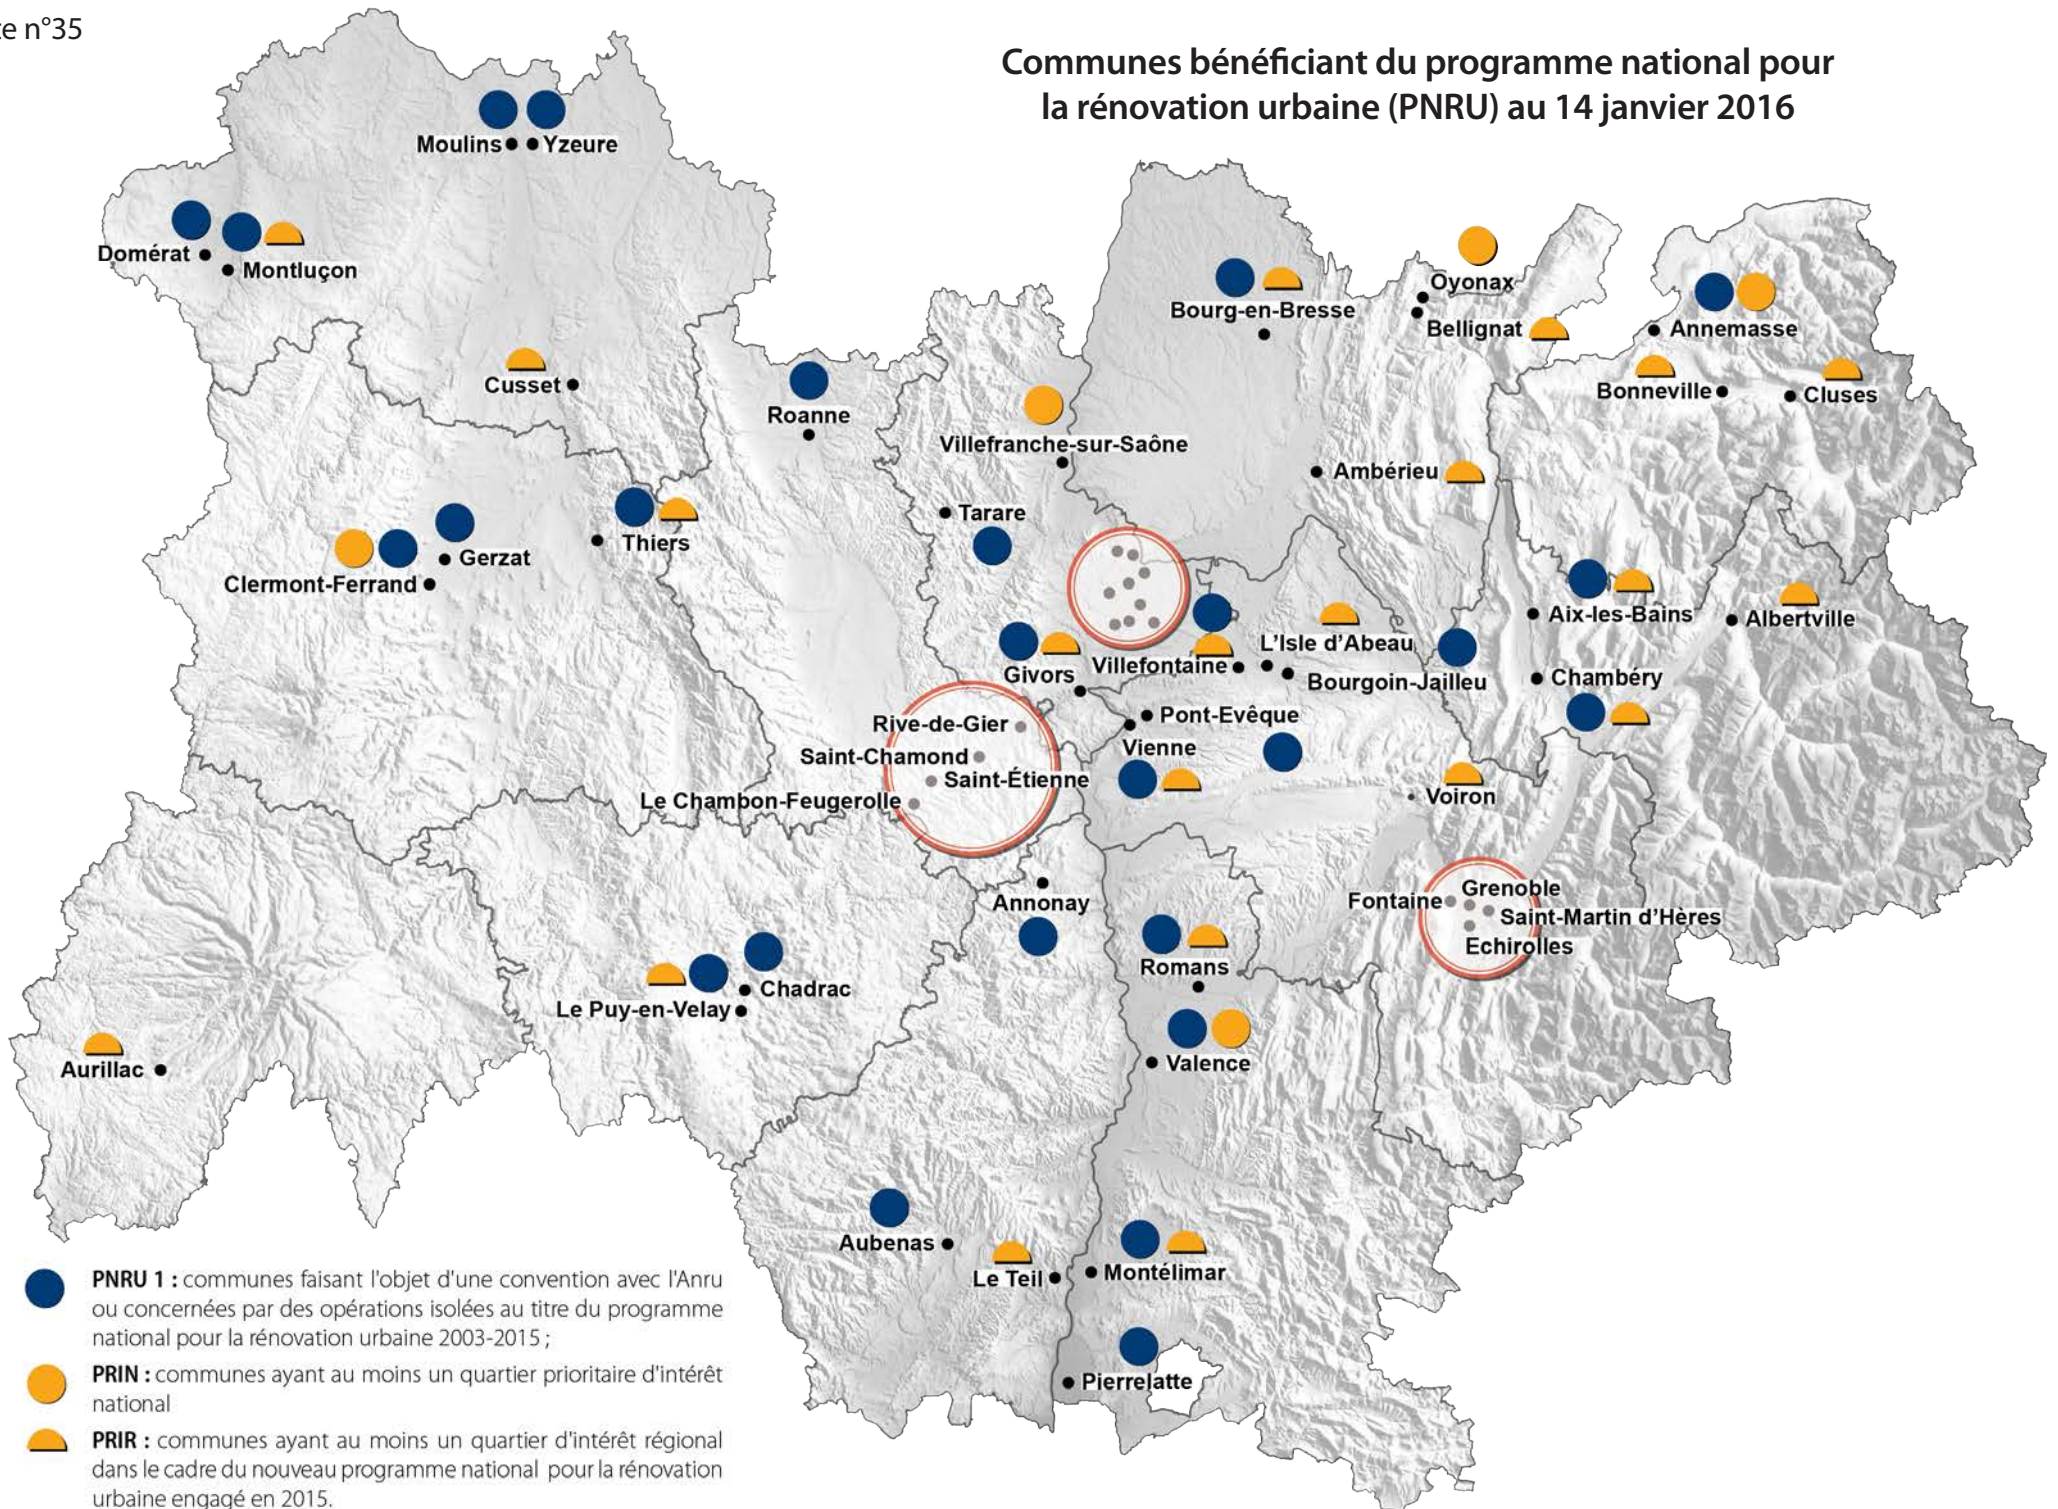 n°35
Communes bénéficiant du programme national pour
la rénovation urbaine (PNRU) au 14 janvier 2016
Moulins
Yzeure
Domérat
Montluçon
Cusset
Roanne
Bourg-en-Bresse
Oyonax
Bellignat
Annemasse
Bonneville
Cluses
Villefranche-sur-Saône
Ambérieu
Tarare
Thiers
Gerzat
Clermont-Ferrand
Aix-les-Bains
Albertville
L'Isle d'Abeau
Givors
Villefontaine
Bourgoin-Jailleu
Chambéry
Rive-de-Gier
Pont-Evêque
Vienne
Saint-Chamond
Saint-Étienne
Le Chambon-Feugerolle
Voiron
Annonay
Grenoble
Fontaine
Saint-Martin d'Hères
Echirolles
Romans
Chadrac
Le Puy-en-Velay
Valence
Aurillac
Aubenas
Le Teil
Montélimar
Pierrelatte
PNRU 1 : communes faisant l'objet d'une convention avec l'Anru
ou concernées par des opérations isolées au titre du programme
national pour la rénovation urbaine 2003-2015 ;
PRIN : communes ayant au moins un quartier prioritaire d'intérêt
national
PRIR : communes ayant au moins un quartier d'intérêt régional
dans le cadre du nouveau programme national pour la rénovation
urbaine engagé en 2015.